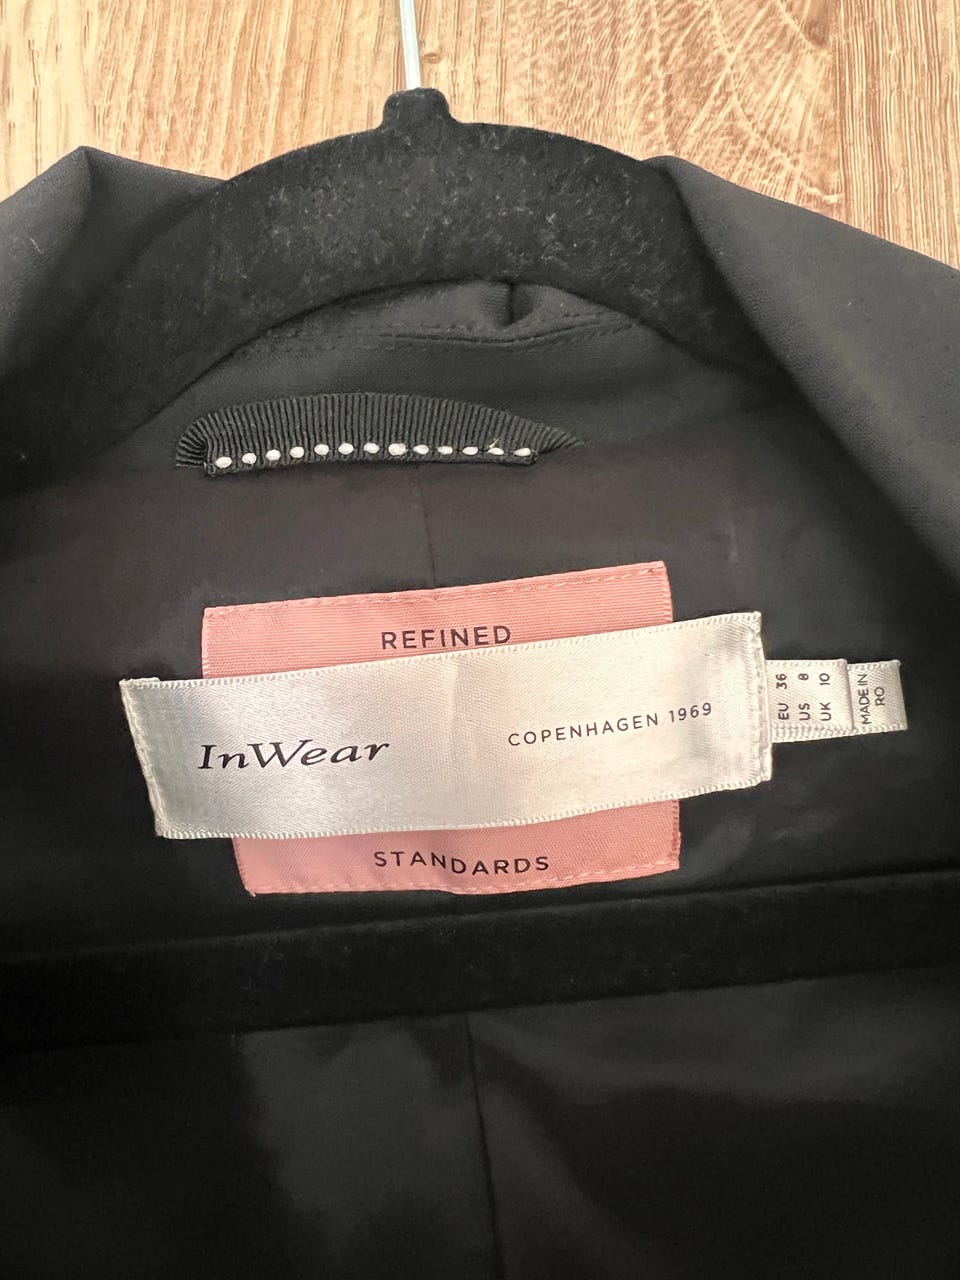 REFINED
InWear
COPENHAGEN 1969
STANDARDS
EU 36
US 8
UK 10
MADE IN
RO